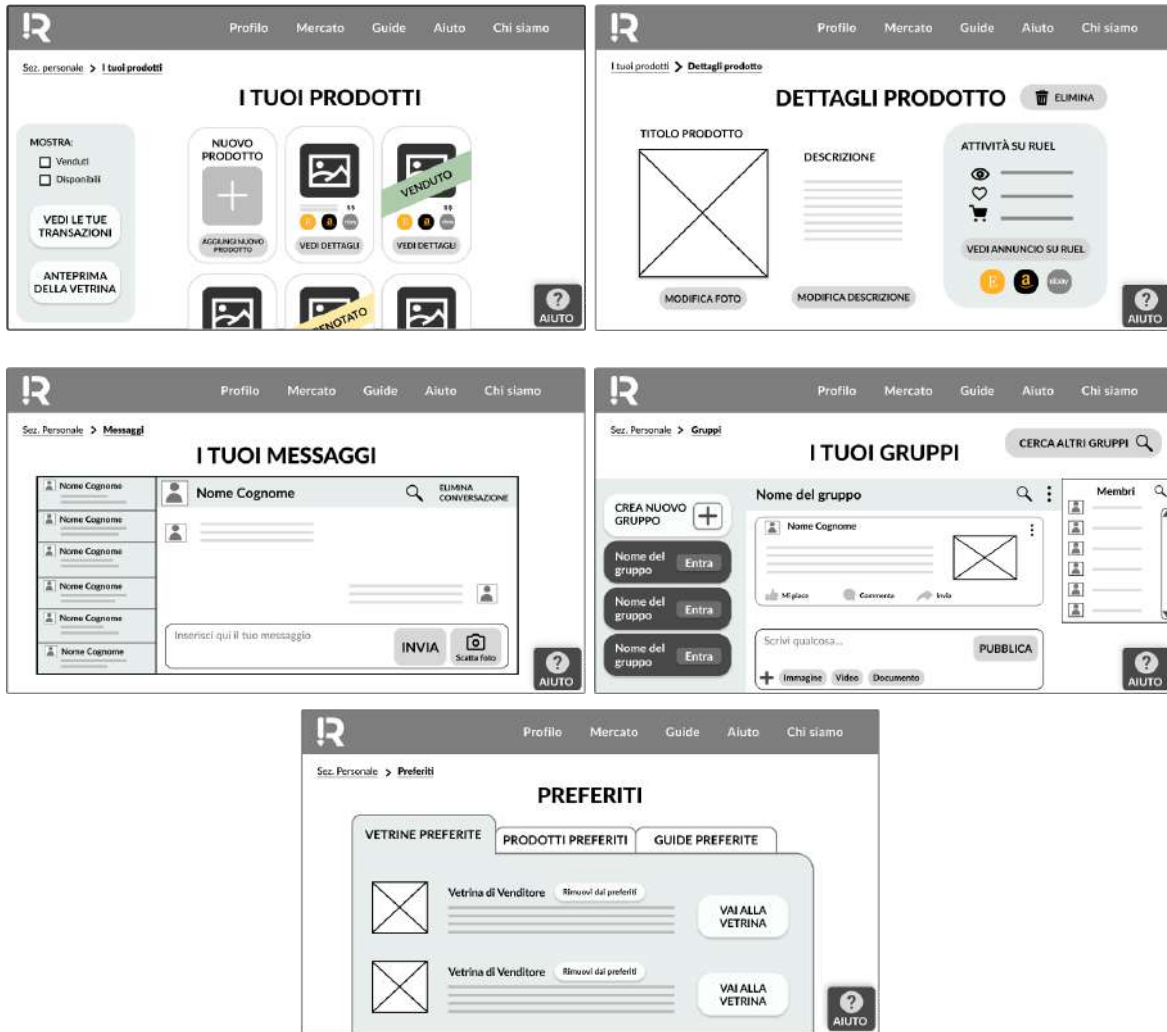 Profilo Mercato Guide Aiuto Chi siamo
Sez. personale > I tuoi prodotti
I TUOI PRODOTTI
MOSTRA:
Venduti
Disponibili
VEDI LE TUE
TRANSAZIONI
ANTEPRIMA
DELLA VETRINA
NUOVO
PRODOTTO
AGGIUNGI NUOVO
PRODOTTO
$$
E a ebay
VEDI DETTAGLI
VENDUTO
$$
E a ebay
VEDI DETTAGLI
ENOTATO
?
AIUTO
Profilo Mercato Guide Aiuto Chi siamo
I tuoi prodotti > Dettagli prodotto
DETTAGLI PRODOTTO
ELIMINA
TITOLO PRODOTTO
MODIFICA FOTO
DESCRIZIONE
MODIFICA DESCRIZIONE
ATTIVITÀ SU RUEL
VEDI ANNUNCIO SU RUEL
E a ebay
?
AIUTO
Profilo Mercato Guide Aiuto Chi siamo
Sez. Personale > Messaggi
I TUOI MESSAGGI
Nome Cognome
Nome Cognome
Nome Cognome
Nome Cognome
Nome Cognome
Nome Cognome
Nome Cognome
ELIMINA
CONVERSAZIONE
Inserisci qui il tuo messaggio
INVIA
Scatta foto
?
AIUTO
Profilo Mercato Guide Aiuto Chi siamo
Sez. Personale > Gruppi
I TUOI GRUPPI
CERCA ALTRI GRUPPI
CREA NUOVO
GRUPPO
Nome del
gruppo
Entra
Nome del
gruppo
Entra
Nome del
gruppo
Entra
Nome del gruppo
Nome Cognome
Mi piace Commenta Invia
Scrivi qualcosa...
PUBBLICA
Immagine Video Documento
Membri
?
AIUTO
Profilo Mercato Guide Aiuto Chi siamo
Sez. Personale > Preferiti
PREFERITI
VETRINE PREFERITE PRODOTTI PREFERITI GUIDE PREFERITE
Vetrina di Venditore Rimuovi dai preferiti
VAI ALLA
VETRINA
Vetrina di Venditore Rimuovi dai preferiti
VAI ALLA
VETRINA
?
AIUTO